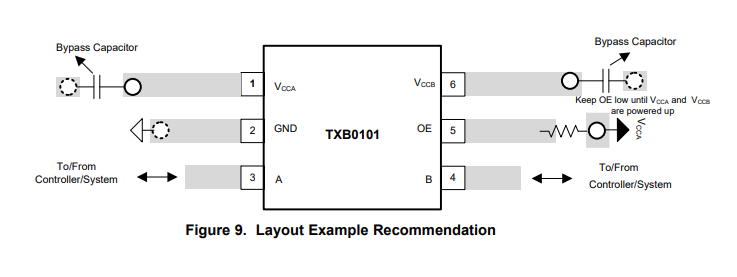 Bypass Capacitor
Bypass Capacitor
1 VCCA
VCCB 6
Keep OE low until VCCA and VCCB
are powered up
2 GND
TXB0101
OE 5
VCCA
To/From
Controller/System
3 A
B 4
To/From
Controller/System
Figure 9. Layout Example Recommendation